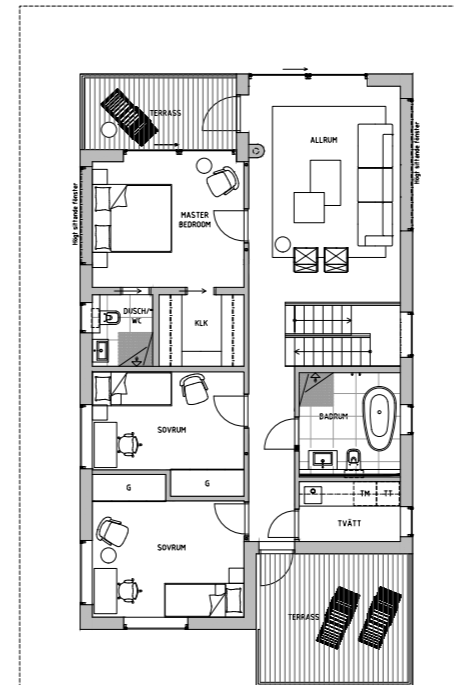 TERRASS
ALLRUM
Högt sittande fönster
Högt sittande fönster
MASTER
BEDROOM
DUSCH/
WC
KLK
SOVRUM
BADRUM
G
G
TM
TT
TVÄTT
SOVRUM
TERRASS